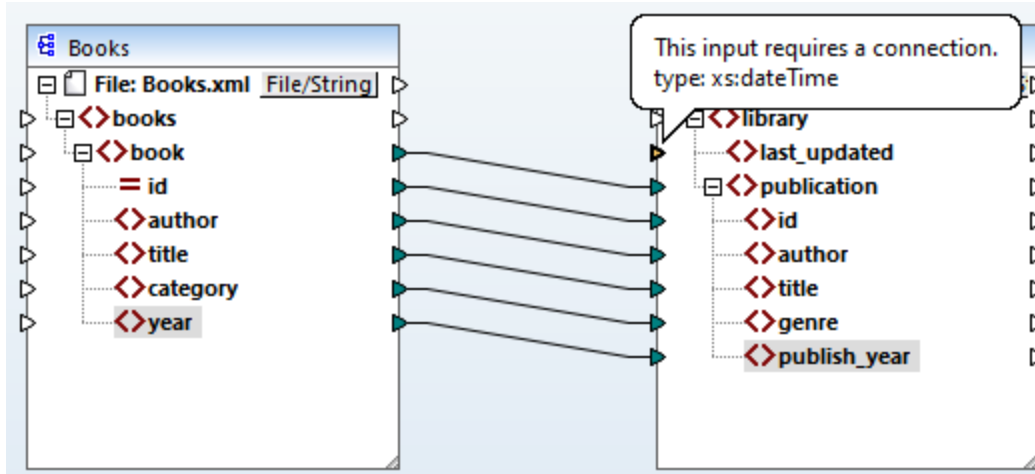 Books
File: Books.xml File/String
books
book
id
author
title
category
year
This input requires a connection.
type: xs:dateTime
library
last_updated
publication
id
author
title
genre
publish_year